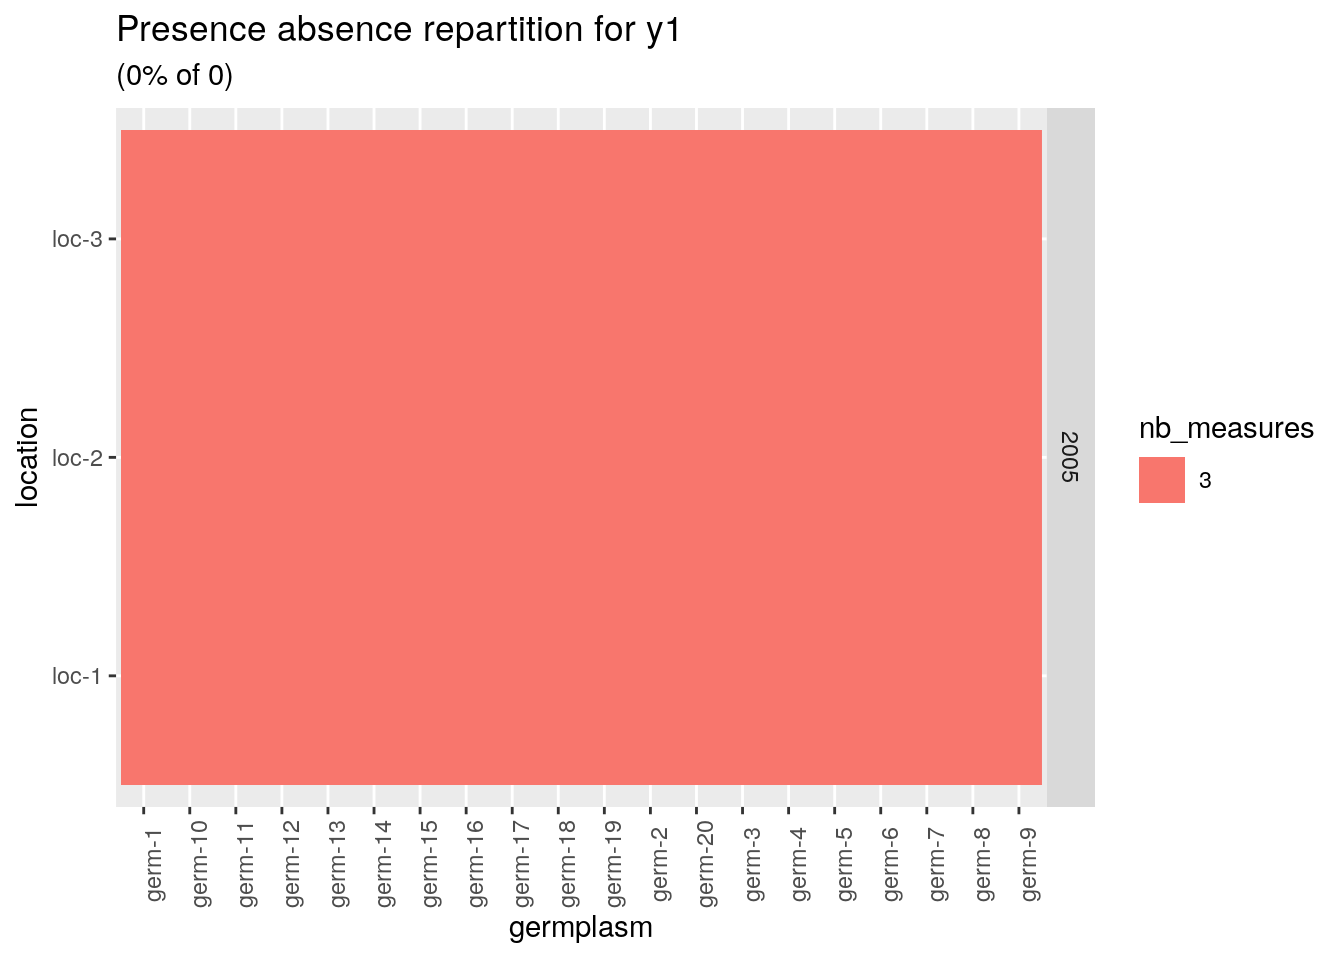 Presence absence repartition for y1
(0% of 0)
location
loc-3
loc-2
loc-1
2005
nb_measures
3
germ-1
germ-10
germ-11
germ-12
germ-13
germ-14
germ-15
germ-16
germ-17
germ-18
germ-19
germ-2
germ-20
germ-3
germ-4
germ-5
germ-6
germ-7
germ-8
germ-9
germplasm